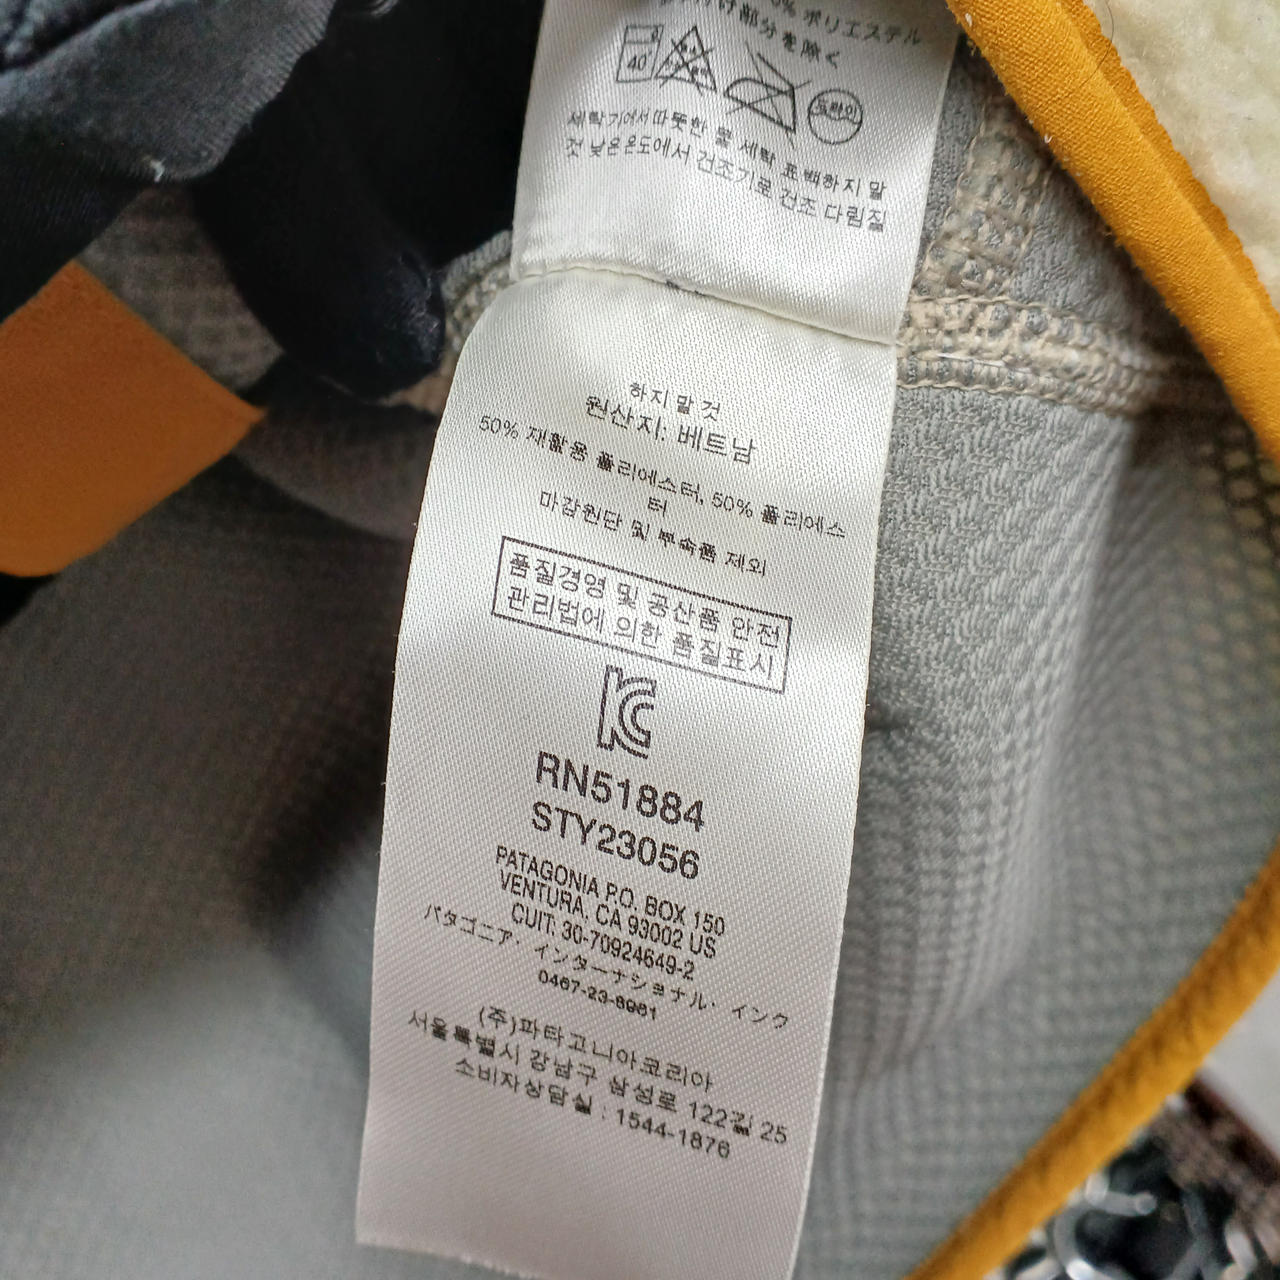 0% ポリエステル
付け部分を除く
40
드라이
세탁기에서 따뜻한 물 세탁 표백하지 말
것 낮은온도에서 건조기로 건조 다림질
하지 말 것
원산지: 베트남
50% 재활용 폴리에스터, 50% 폴리에스
터
마감원단 및 부속품 제외
품질경영 및 공산품 안전
관리법에 의한 품질표시
RN51884
STY23056
PATAGONIA P.O. BOX 150
VENTURA, CA 93002 US
CUIT: 30-70924649-2
パタゴニア・インターナショナル・インク
0467-23-8961
(주)파타고니아코리아
서울특별시 강남구 삼성로 122길 25
소비자상담실 : 1544-1876